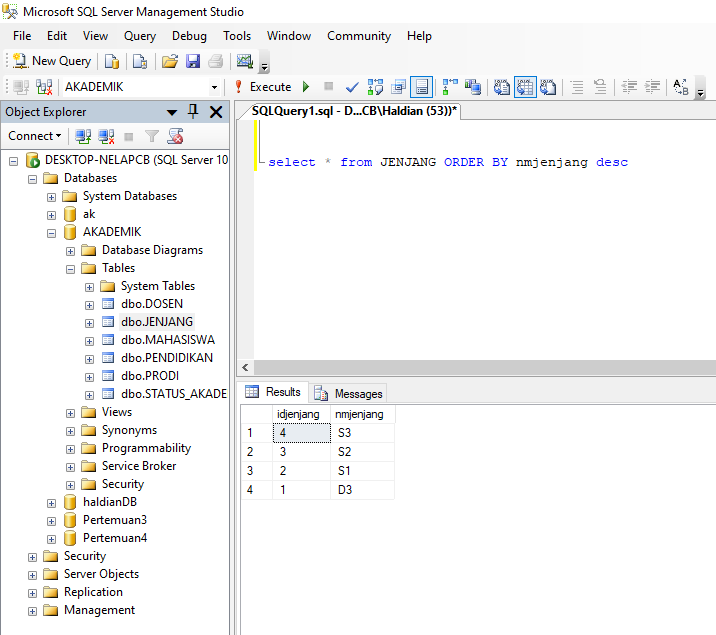 Microsoft SQL Server Management Studio
File Edit View Query Debug Tools Window Community Help
New Query
AKADEMIK Execute
Object Explorer
Connect
DESKTOP-NELAPCB (SQL Server 10
Databases
System Databases
ak
AKADEMIK
Database Diagrams
Tables
System Tables
dbo.DOSEN
dbo.JENJANG
dbo.MAHASISWA
dbo.PENDIDIKAN
dbo.PRODI
dbo.STATUS_AKADE
Views
Synonyms
Programmability
Service Broker
Security
haldianDB
Pertemuan3
Pertemuan4
Security
Server Objects
Replication
Management
SQLQuery1.sql - D...CB\Haldian (53))*
select * from JENJANG ORDER BY nmjenjang desc
Results Messages
idjenjang nmjenjang
1 4 S3
2 3 S2
3 2 S1
4 1 D3